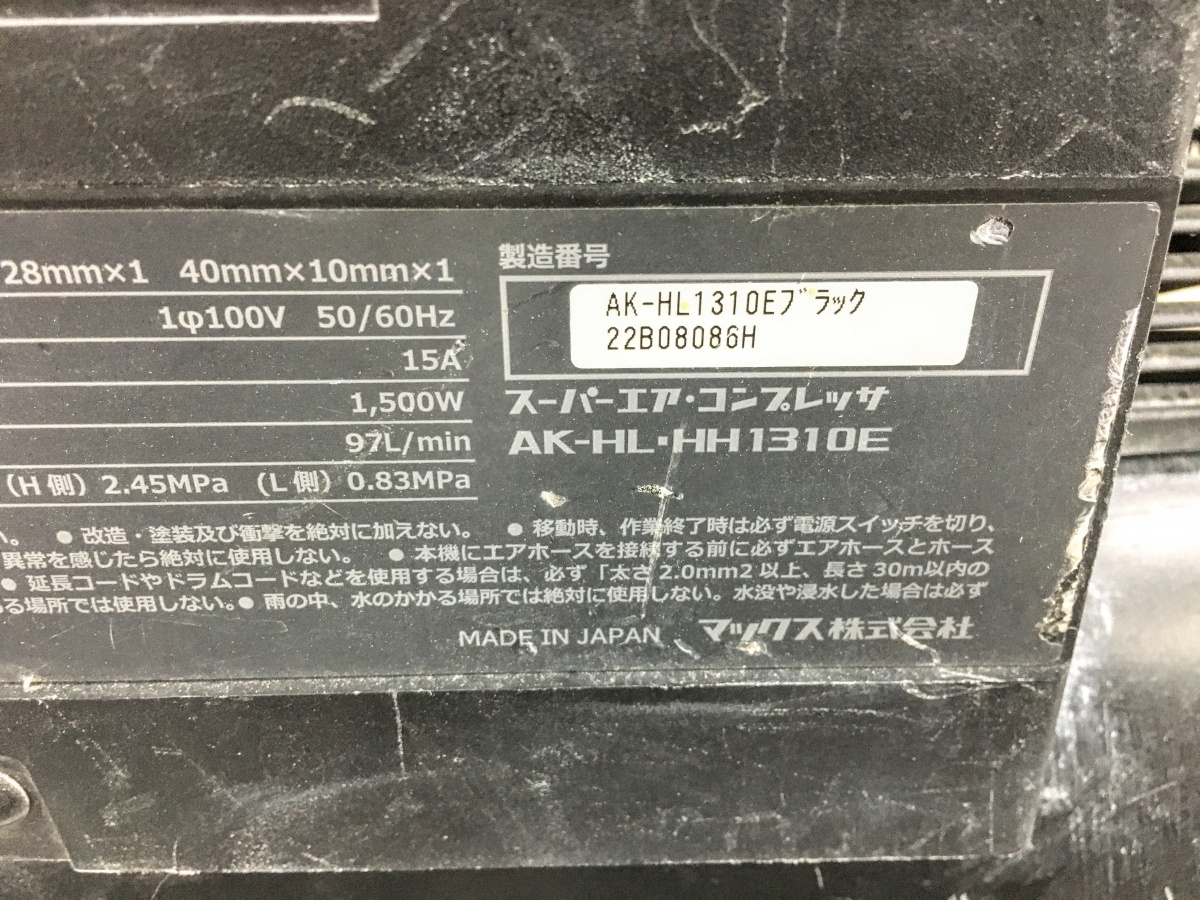 28mm×1 40mm×10mm×1
1φ100V 50/60Hz
15A
1,500W
97L/min
(H側) 2.45MPa (L側) 0.83MPa
製造番号
AK-HL1310Eブラック
22B08086H
スーパーエア・コンプレッサ
AK-HL・HH1310E
い。 ●改造・塗装及び衝撃を絶対に加えない。 ●移動時、作業終了時は必ず電源スイッチを切り、
異常を感じたら絶対に使用しない。 ●本機にエアホースを接続する前に必ずエアホースとホース
●延長コードやドラムコードなどを使用する場合は、必ず「太さ2.0mm2以上、長さ30m以内の
る場所では使用しない。●雨の中、水のかかる場所では絶対に使用しない。水没や浸水した場合は必ず
MADE IN JAPAN マックス株式会社